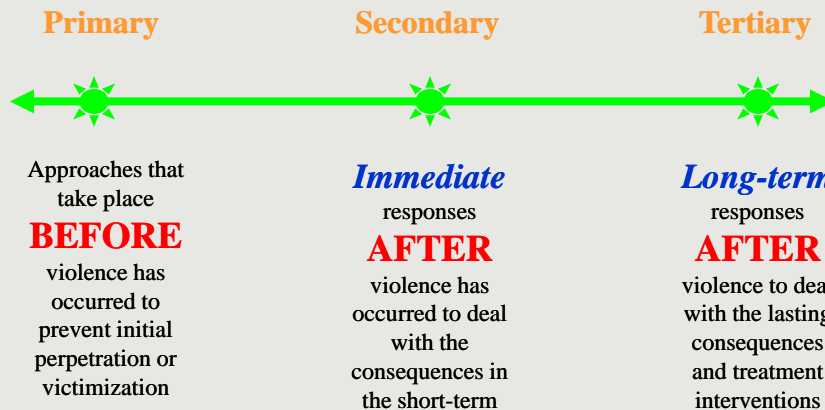 Primary
Secondary
Tertiary
Approaches that
take place
BEFORE
violence has
occurred to
prevent initial
perpetration or
victimization
Immediate
responses
AFTER
violence has
occurred to deal
with the
consequences in
the short-term
Long-term
responses
AFTER
violence to dea
with the lasting
consequences
and treatment
interventions